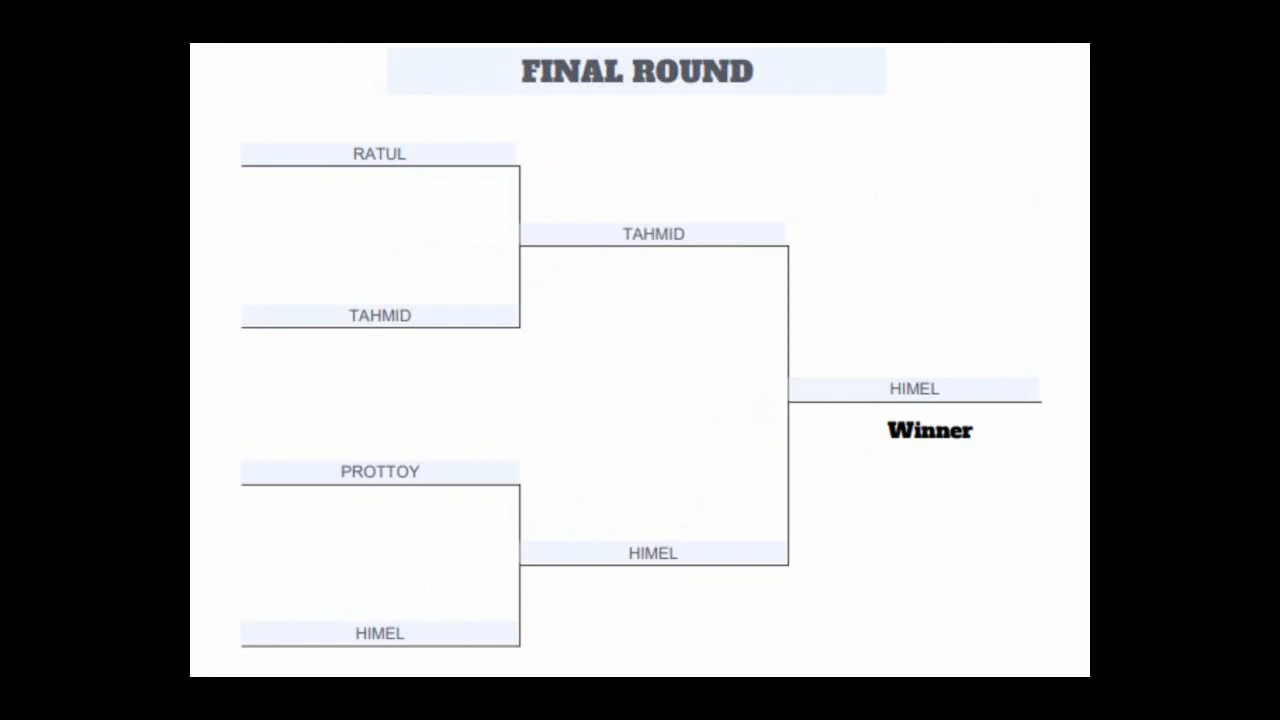 FINAL ROUND
RATUL
TAHMID
TAHMID
HIMEL
Winner
PROTTOY
HIMEL
HIMEL